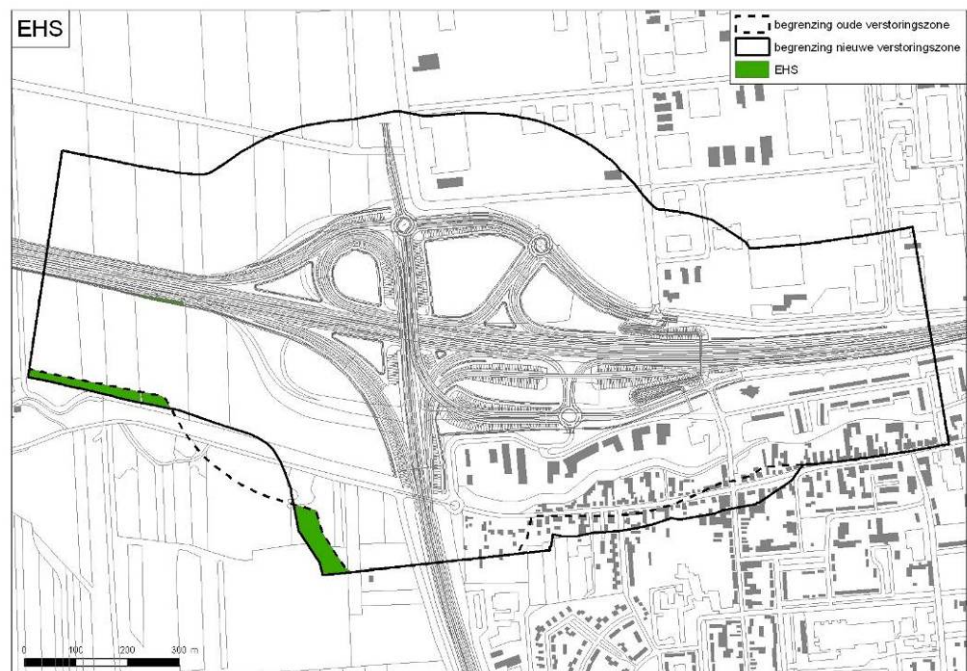 EHS
begrenzing oude verstoringszone
begrenzing nieuwe verstoringszone
EHS
0 100 200 300 m